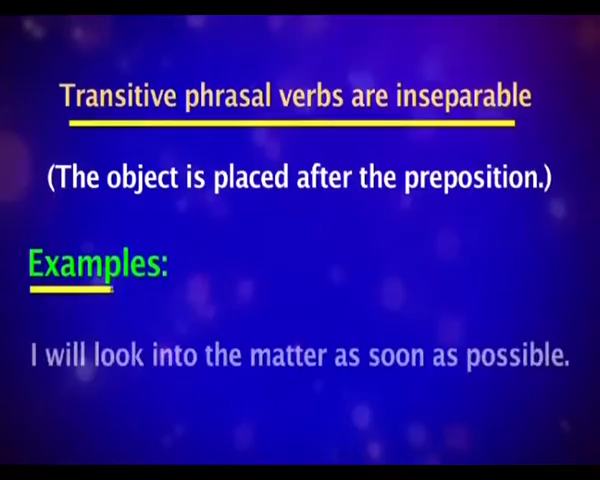 Transitive phrasal verbs are inseparable
(The object is placed after the preposition.)
Examples:
I will look into the matter as soon as possible.